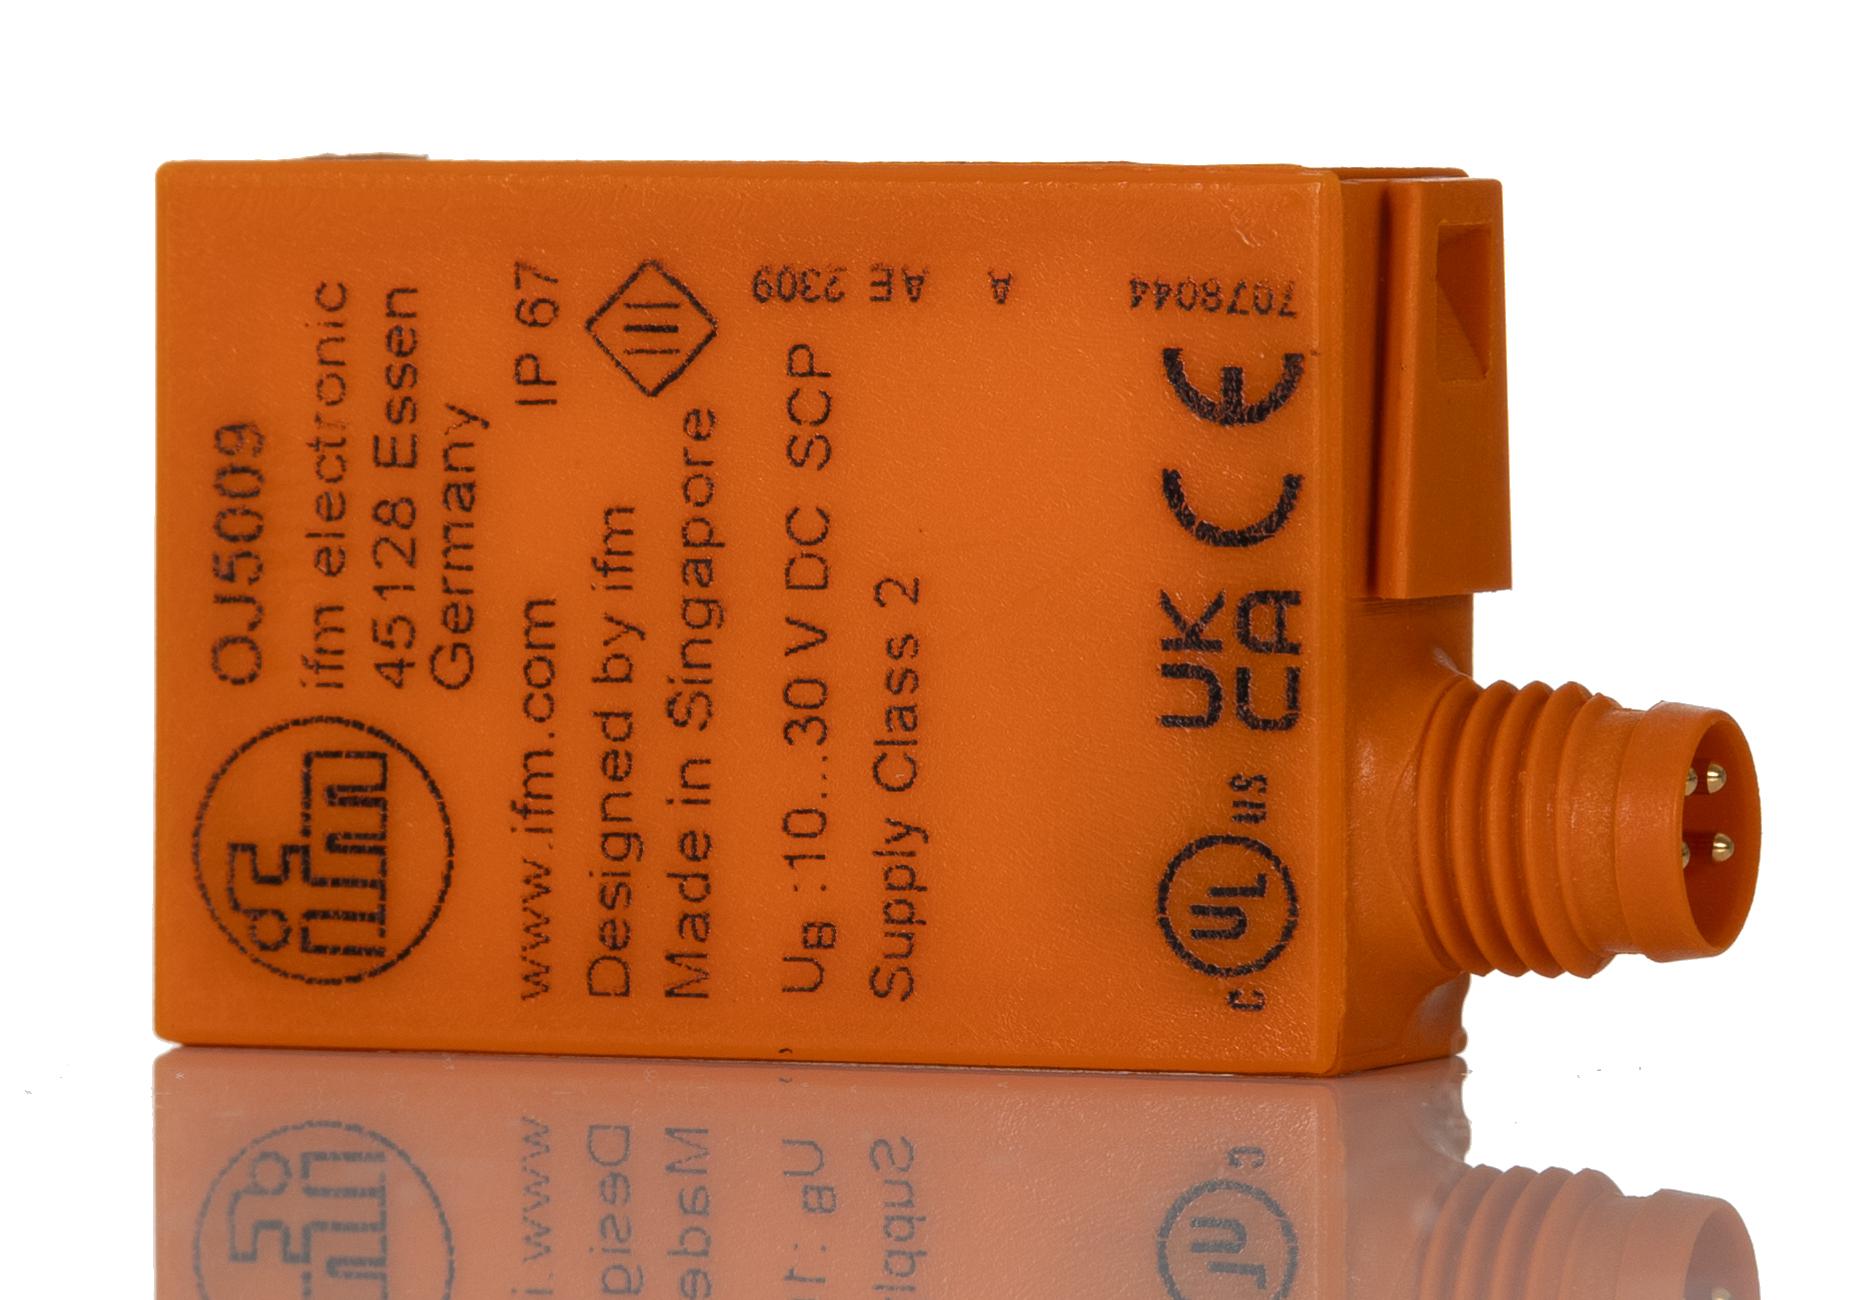 OJ5009
ifm electronic
45128 Essen
Germany
ifm
www.ifm.com IP 67
Designed by ifm
Made in Singapore
UB :10...30 V DC SCP
Supply Class 2
c UL us UK CA CE
7078044 A AE 2309